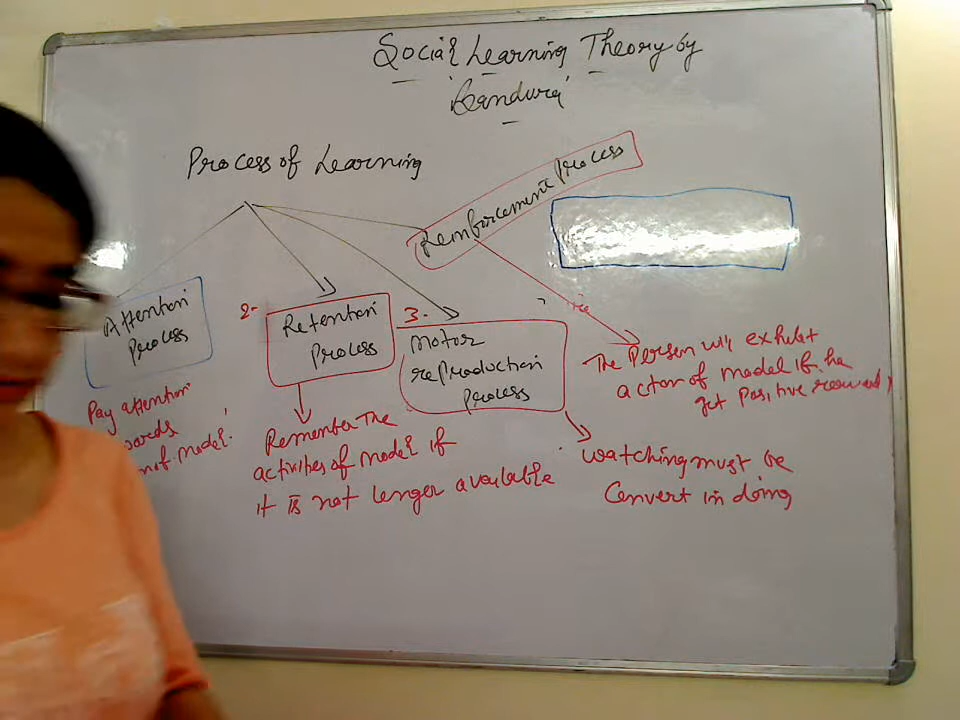 Social Learning Theory by
'Bandura'
Process of Learning
Reinforcement Process
Attention
Process
Pay attention
wards
of model.
2-
Retention
Process
Remember The
activities of model if
it is not longer available
3.
Motor
reproduction
Process
Watching must be
Convert in doing
+ve
The Person will exhibit
action of model if he
get positive reward